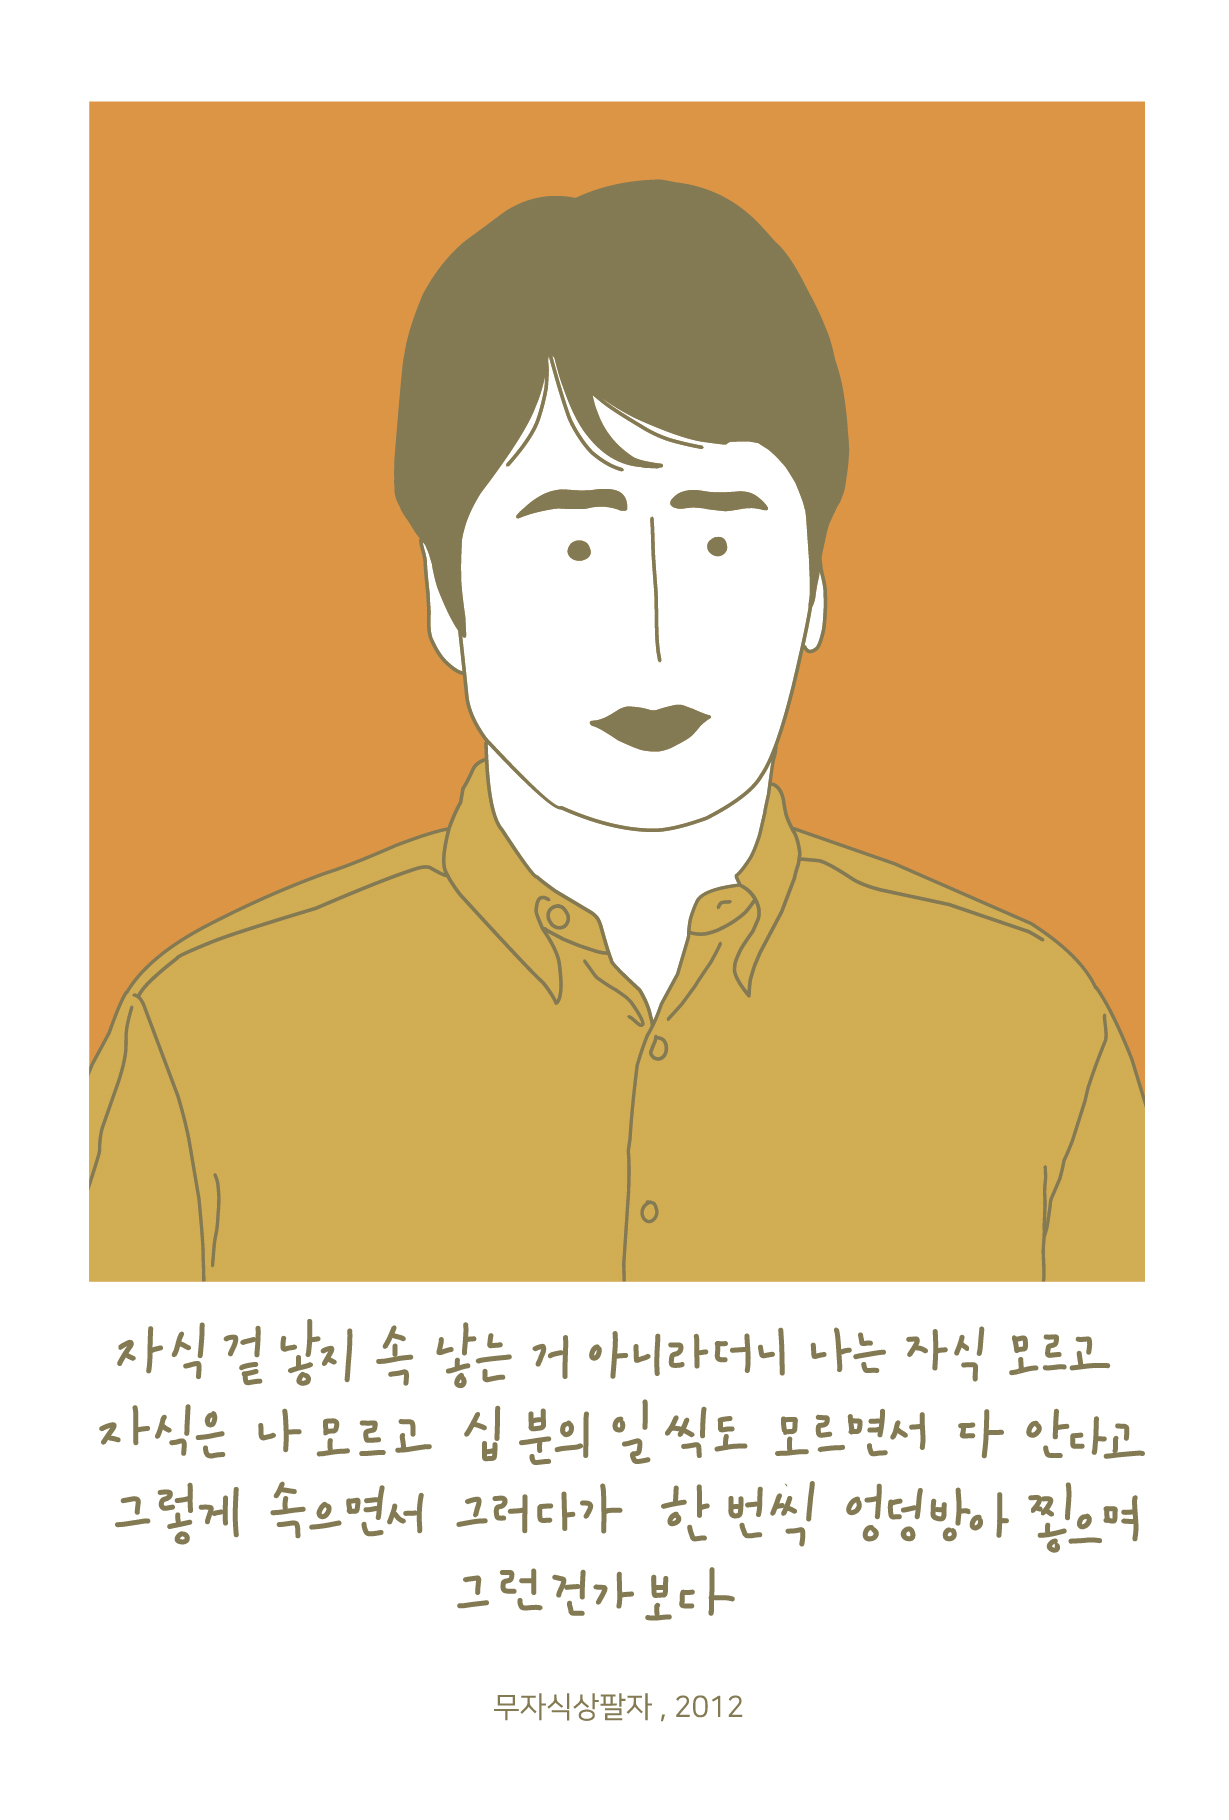 자식 겉 낳지 속 낳는 거 아니라더니 나는 자식 모르고
자식은 나 모르고 십 분의 일 씩도 모르면서 다 안다고
그렇게 속으면서 그러다가 한 번씩 엉덩방아 찧으며
그런건가 보다
무자식상팔자 , 2012